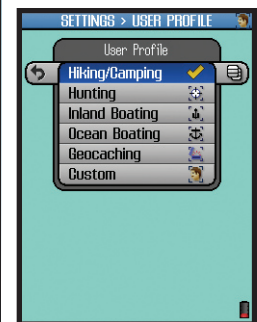 SETTINGS > USER PROFILE
User Profile
Hiking/Camping
Hunting
Inland Boating
Ocean Boating
Geocaching
Custom